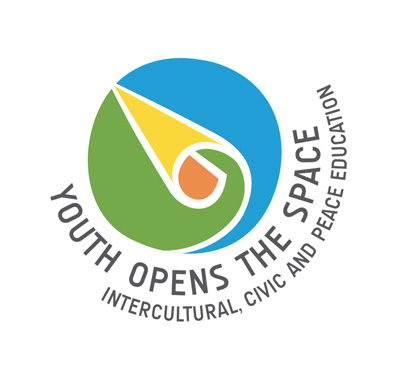 YOUTH OPENS THE SPACE
INTERCULTURAL, CIVIC AND PEACE EDUCATION